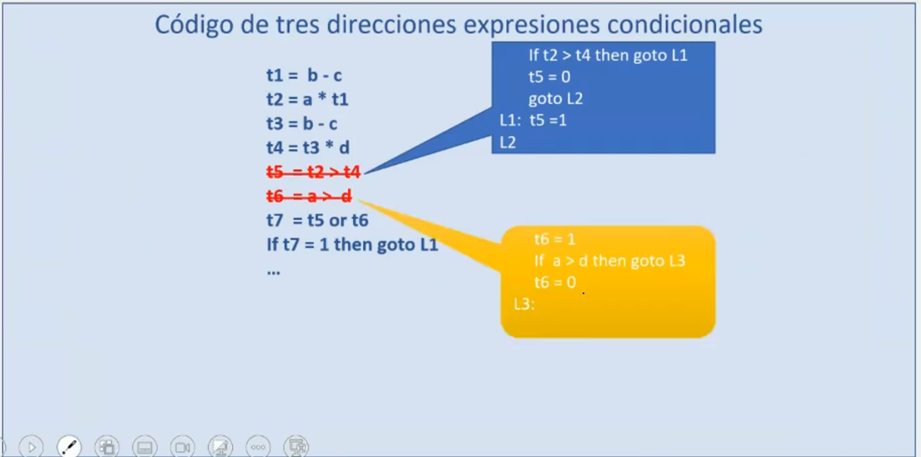 Código de tres direcciones expresiones condicionales
t1 = b - c
t2 = a * t1
t3 = b - c
t4 = t3 * d
t5 = t2 > t4
t6 = a > d
t7 = t5 or t6
If t7 = 1 then goto L1
...
If t2 > t4 then goto L1
t5 = 0
goto L2
L1: t5 =1
L2
t6 = 1
If a > d then goto L3
t6 = 0
L3: